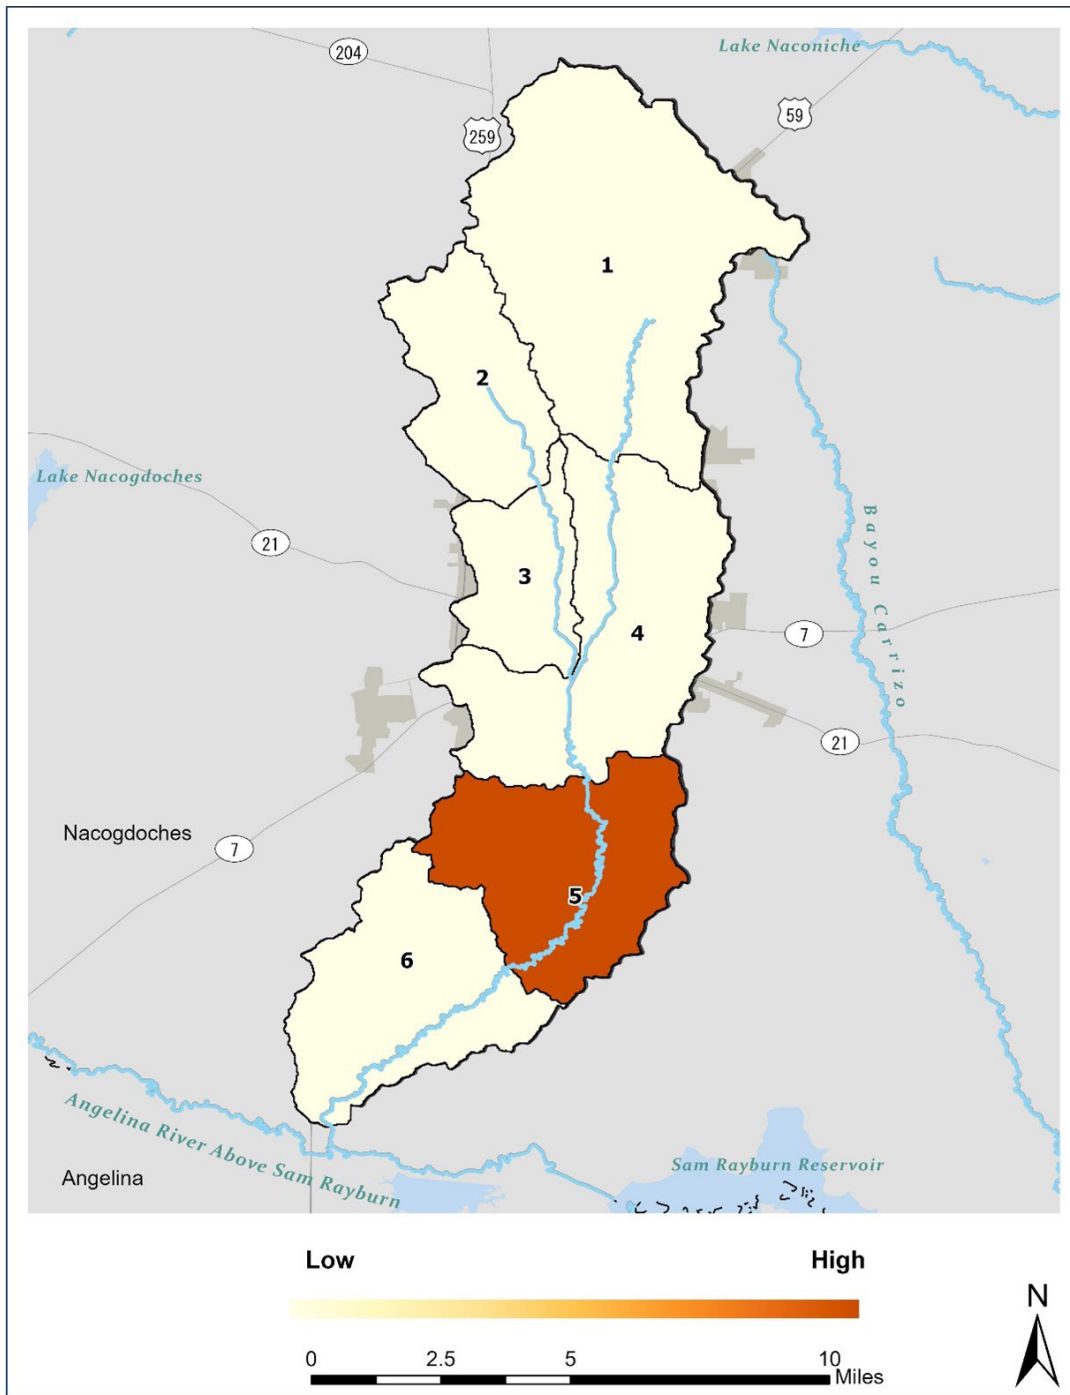 204
Lake Naconiche
259
59
1
2
Lake Nacogdoches
21
3
Bayou Carrizo
4
7
21
Nacogdoches
7
5
6
Angelina River Above Sam Rayburn
Angelina
Sam Rayburn Reservoir
Low
High
N
0
2.5
5
10
Miles